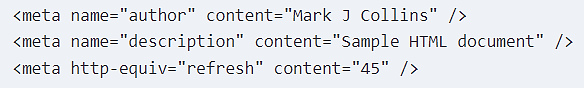 <meta name="author" content="Mark J Collins" />
<meta name="description" content="Sample HTML document" />
<meta http-equiv="refresh" content="45" />